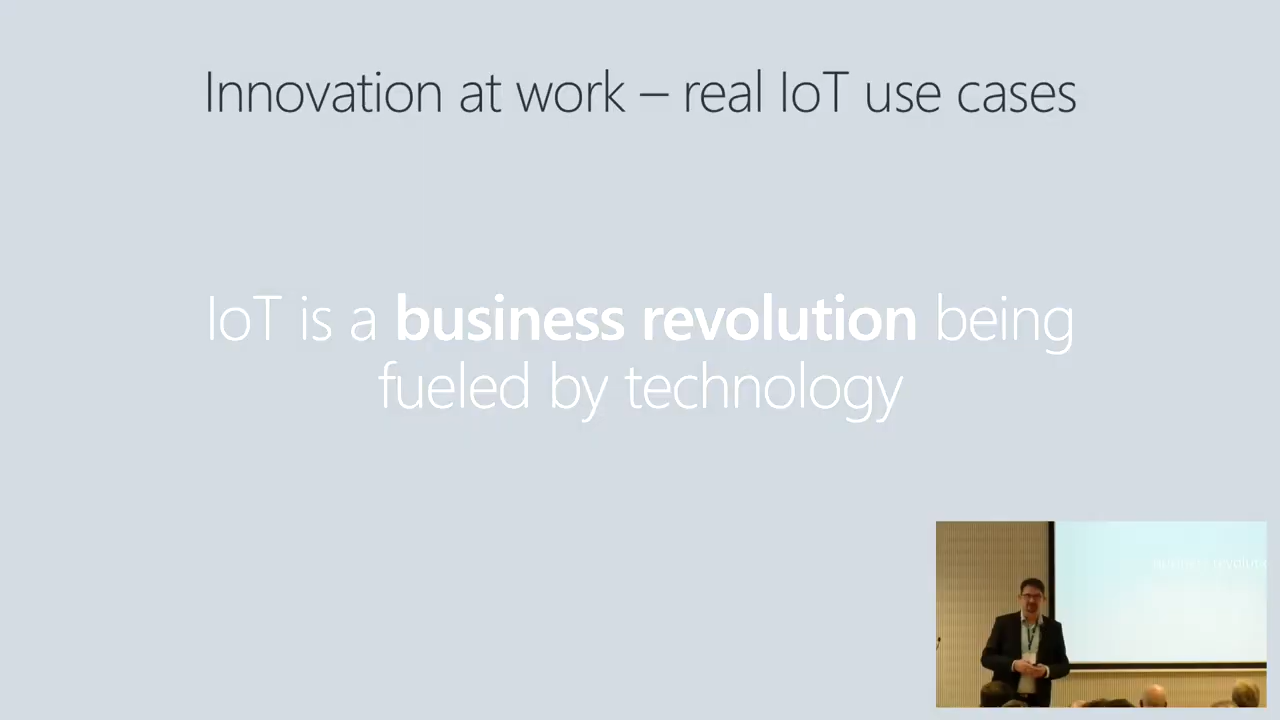 Innovation at work – real IoT use cases
IoT is a business revolution being
fueled by technology